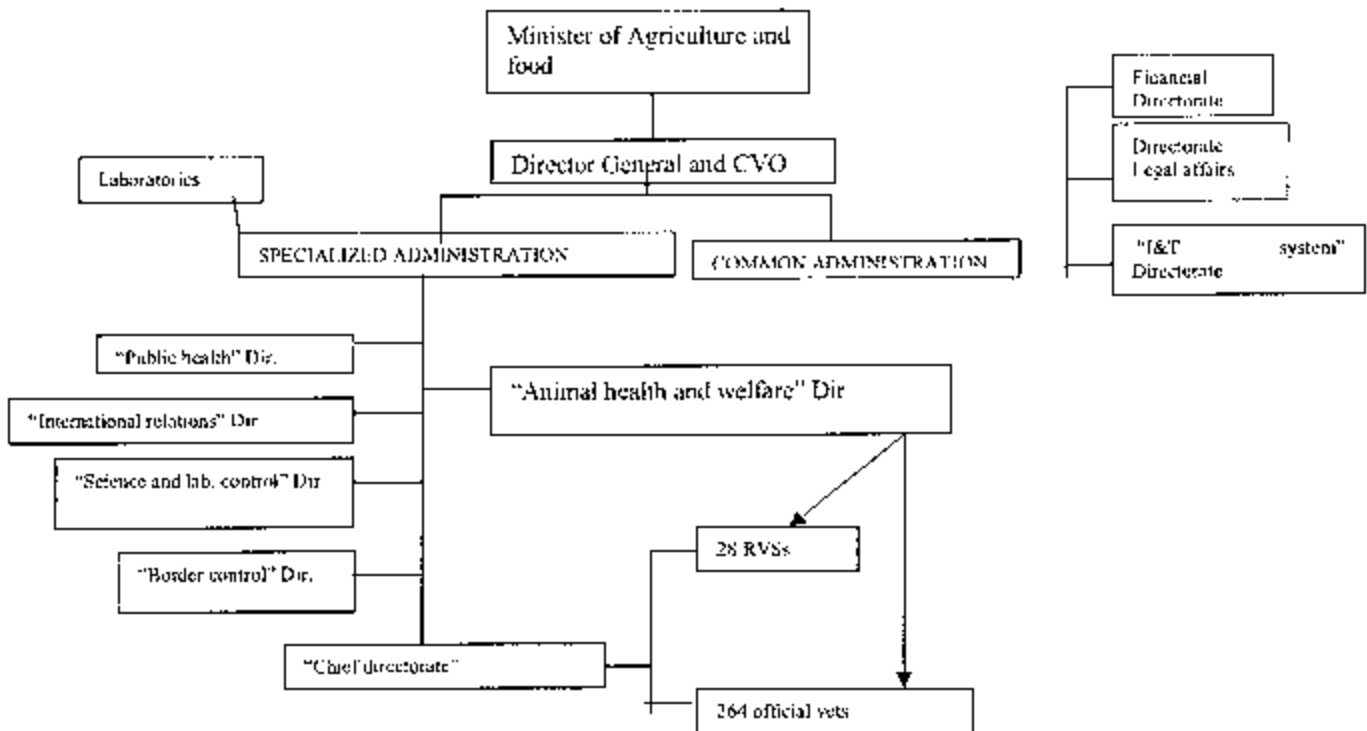 Minister of Agriculture and
food
Financial
Directorate
Director General and CVO
Directorate
Legal affairs
Laboratories
SPECIALIZED ADMINISTRATION
COMMON ADMINISTRATION
"I&T system"
Directorate
"Public health" Dir.
"Animal health and welfare" Dir
"International relations" Dir
"Science and lab. control" Dir
28 RVSs
"Border control" Dir.
"Chief directorate"
264 official vets